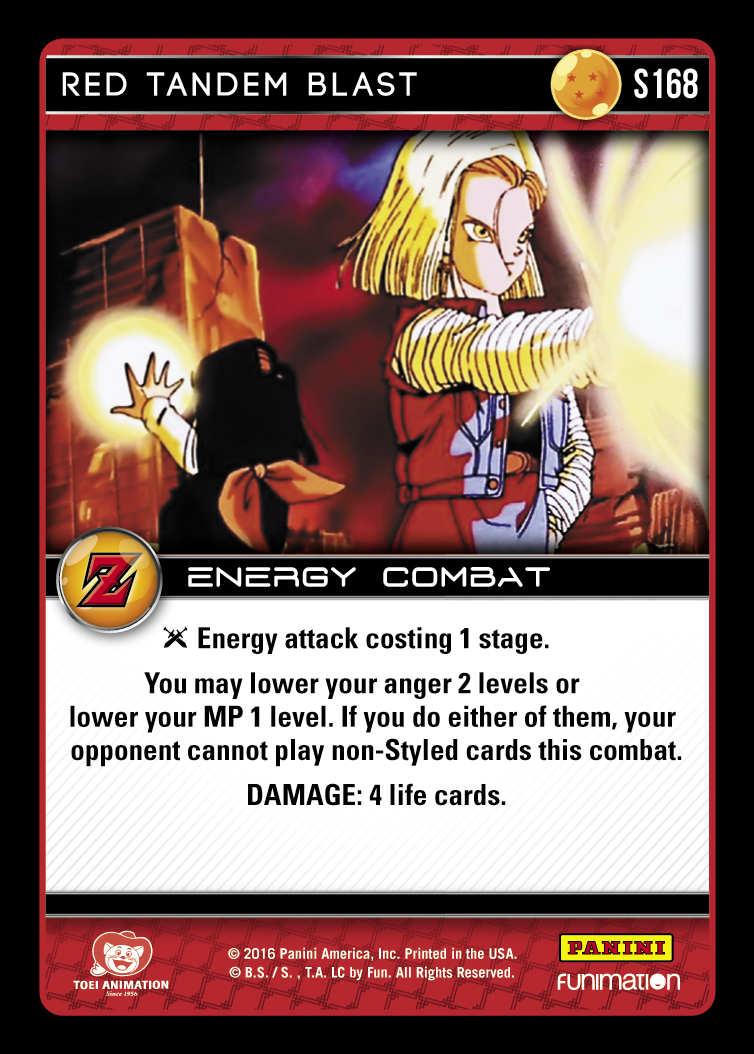 RED TANDEM BLAST
S168
Z
ENERGY COMBAT
Energy attack costing 1 stage.
You may lower your anger 2 levels or
lower your MP 1 level. If you do either of them, your
opponent cannot play non-Styled cards this combat.
DAMAGE: 4 life cards.
TOEI ANIMATION
Since 1956
© 2016 Panini America, Inc. Printed in the USA.
© B.S. / S. , T.A. LC by Fun. All Rights Reserved.
PANINI
FUNIMATION